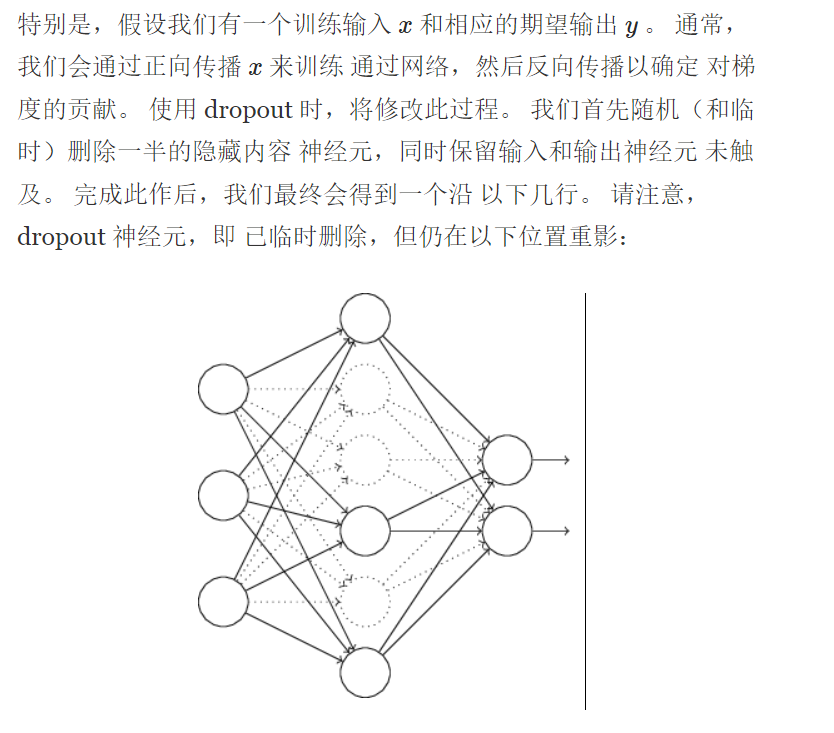 特别是，假设我们有一个训练输入 x 和相应的期望输出 y 。 通常，
我们会通过正向传播 x 来训练 通过网络，然后反向传播以确定 对梯
度的贡献。 使用 dropout 时，将修改此过程。 我们首先随机（和临
时）删除一半的隐藏内容 神经元，同时保留输入和输出神经元 未触
及。 完成此作后，我们最终会得到一个沿 以下几行。 请注意，
dropout 神经元，即 已临时删除，但仍在以下位置重影：